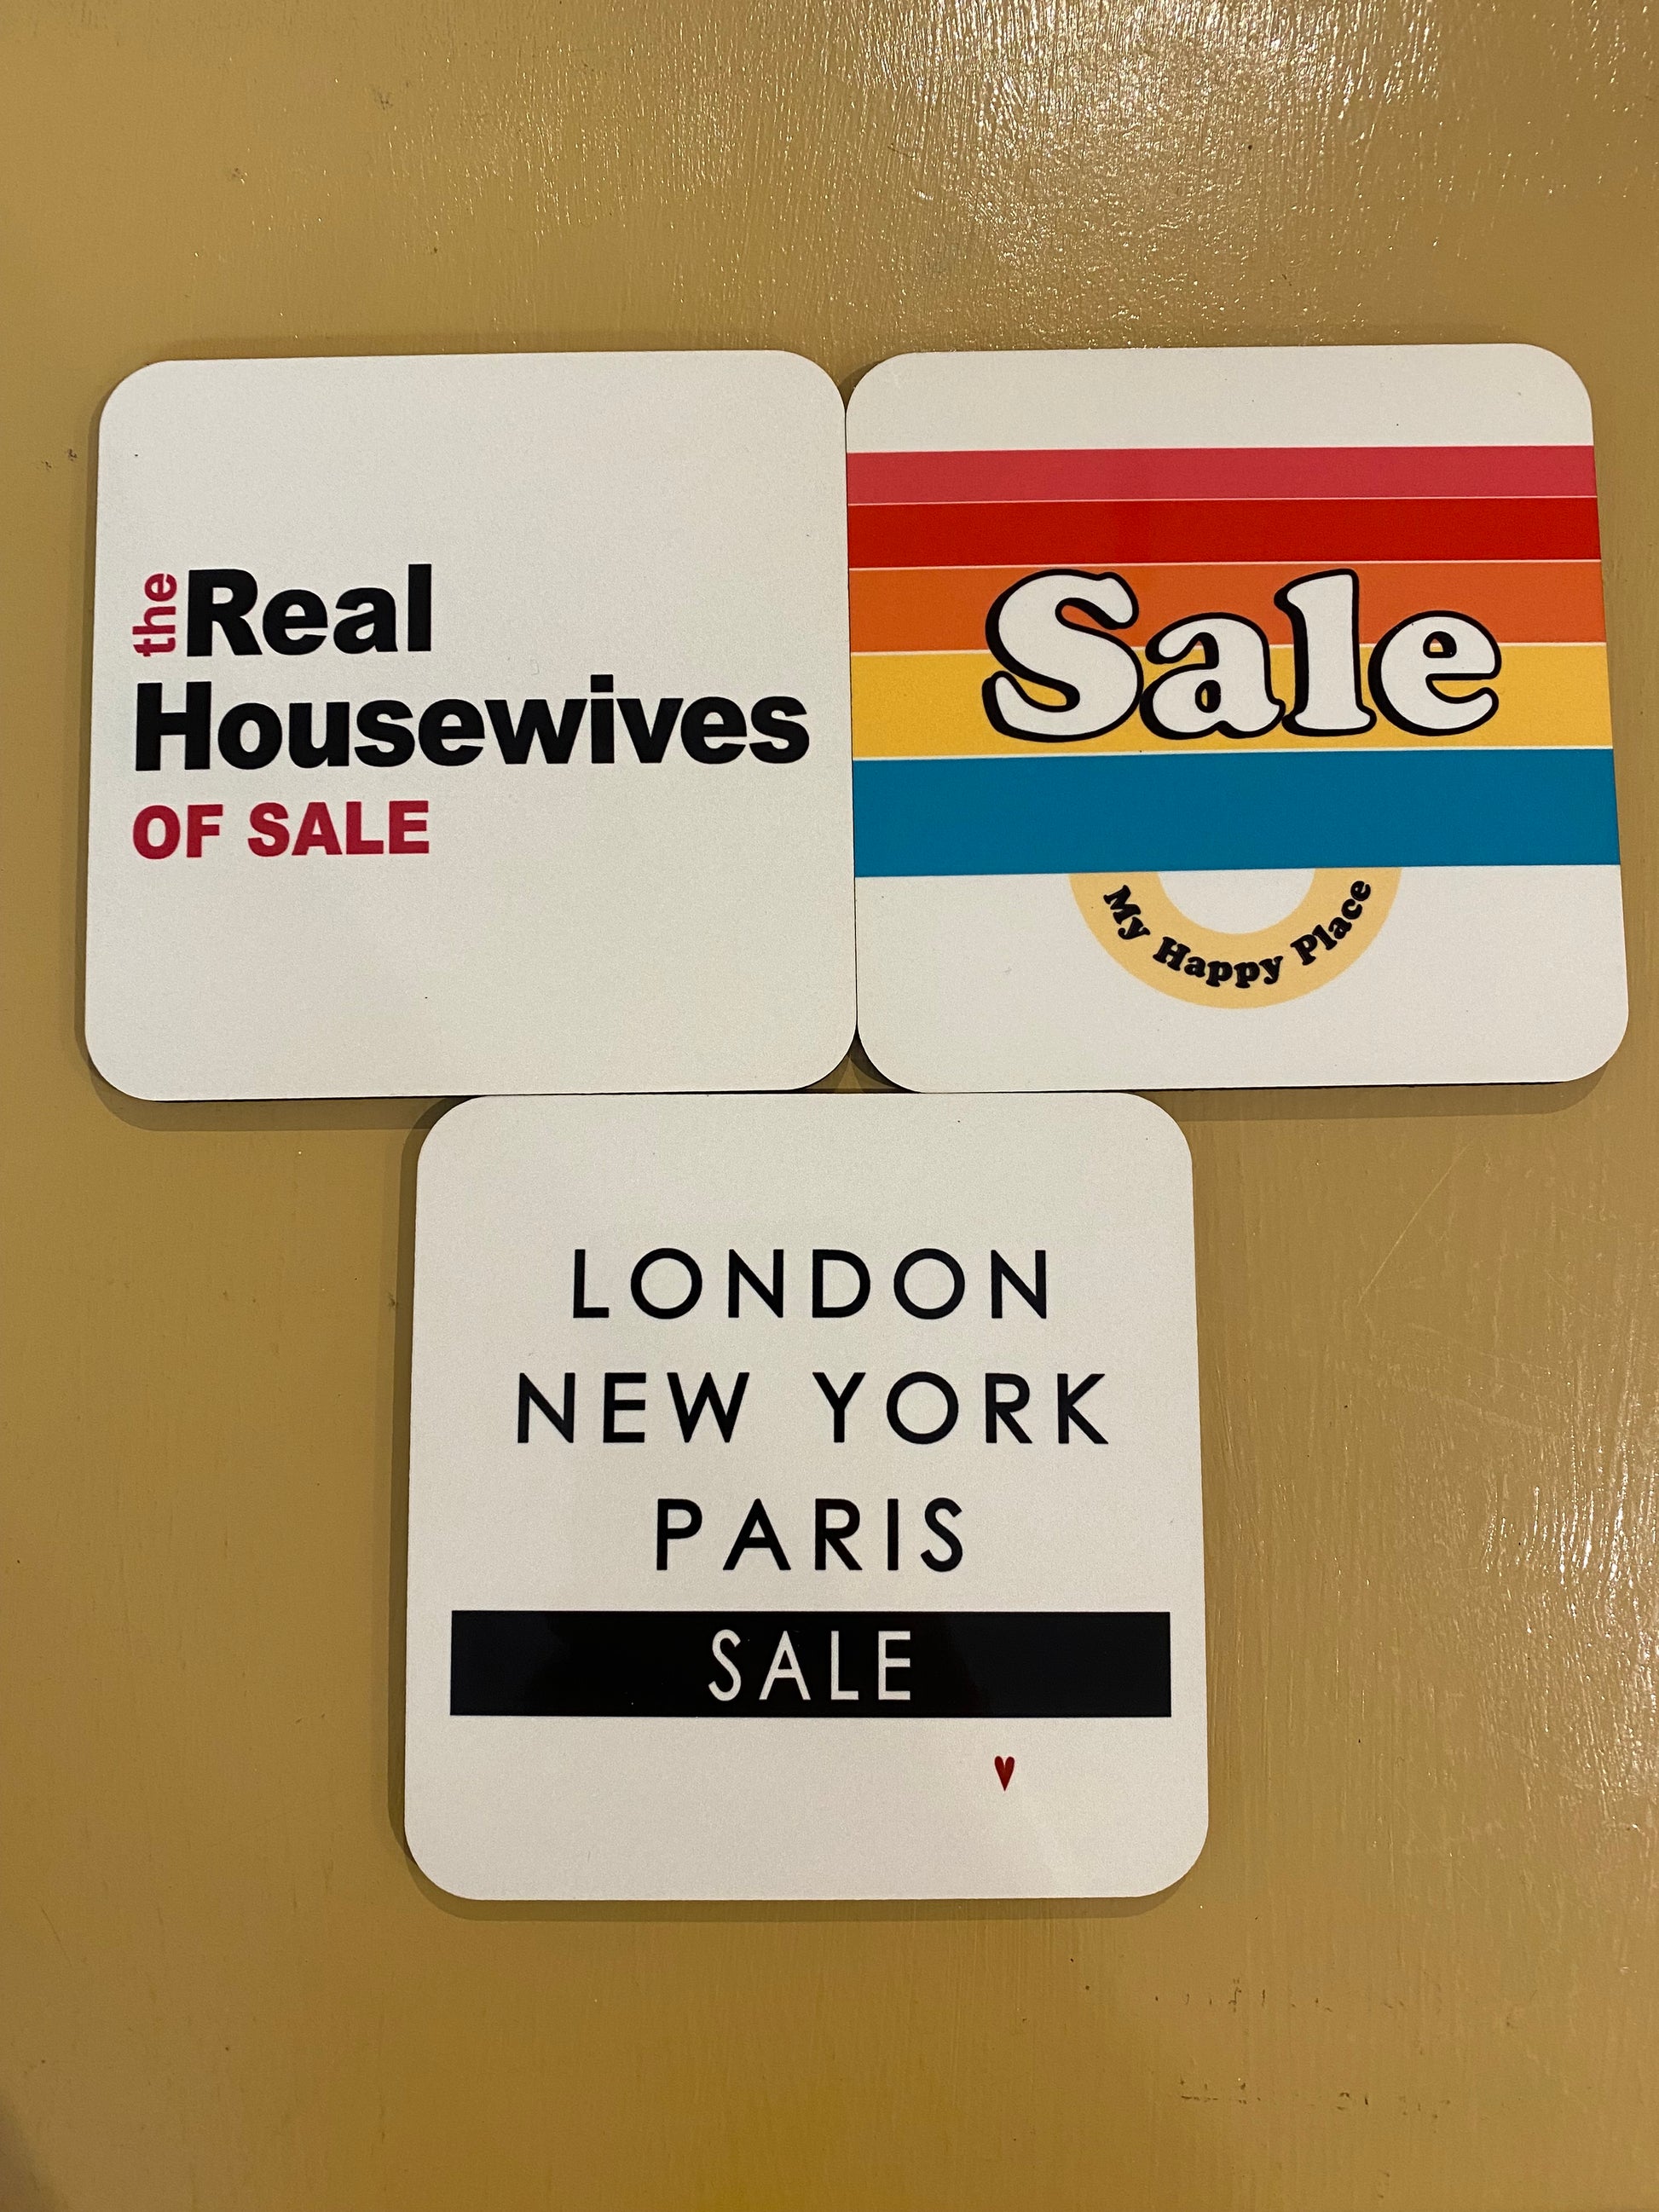 the Real
Housewives
OF SALE
Sale
My Happy Place
LONDON
NEW YORK
PARIS
SALE